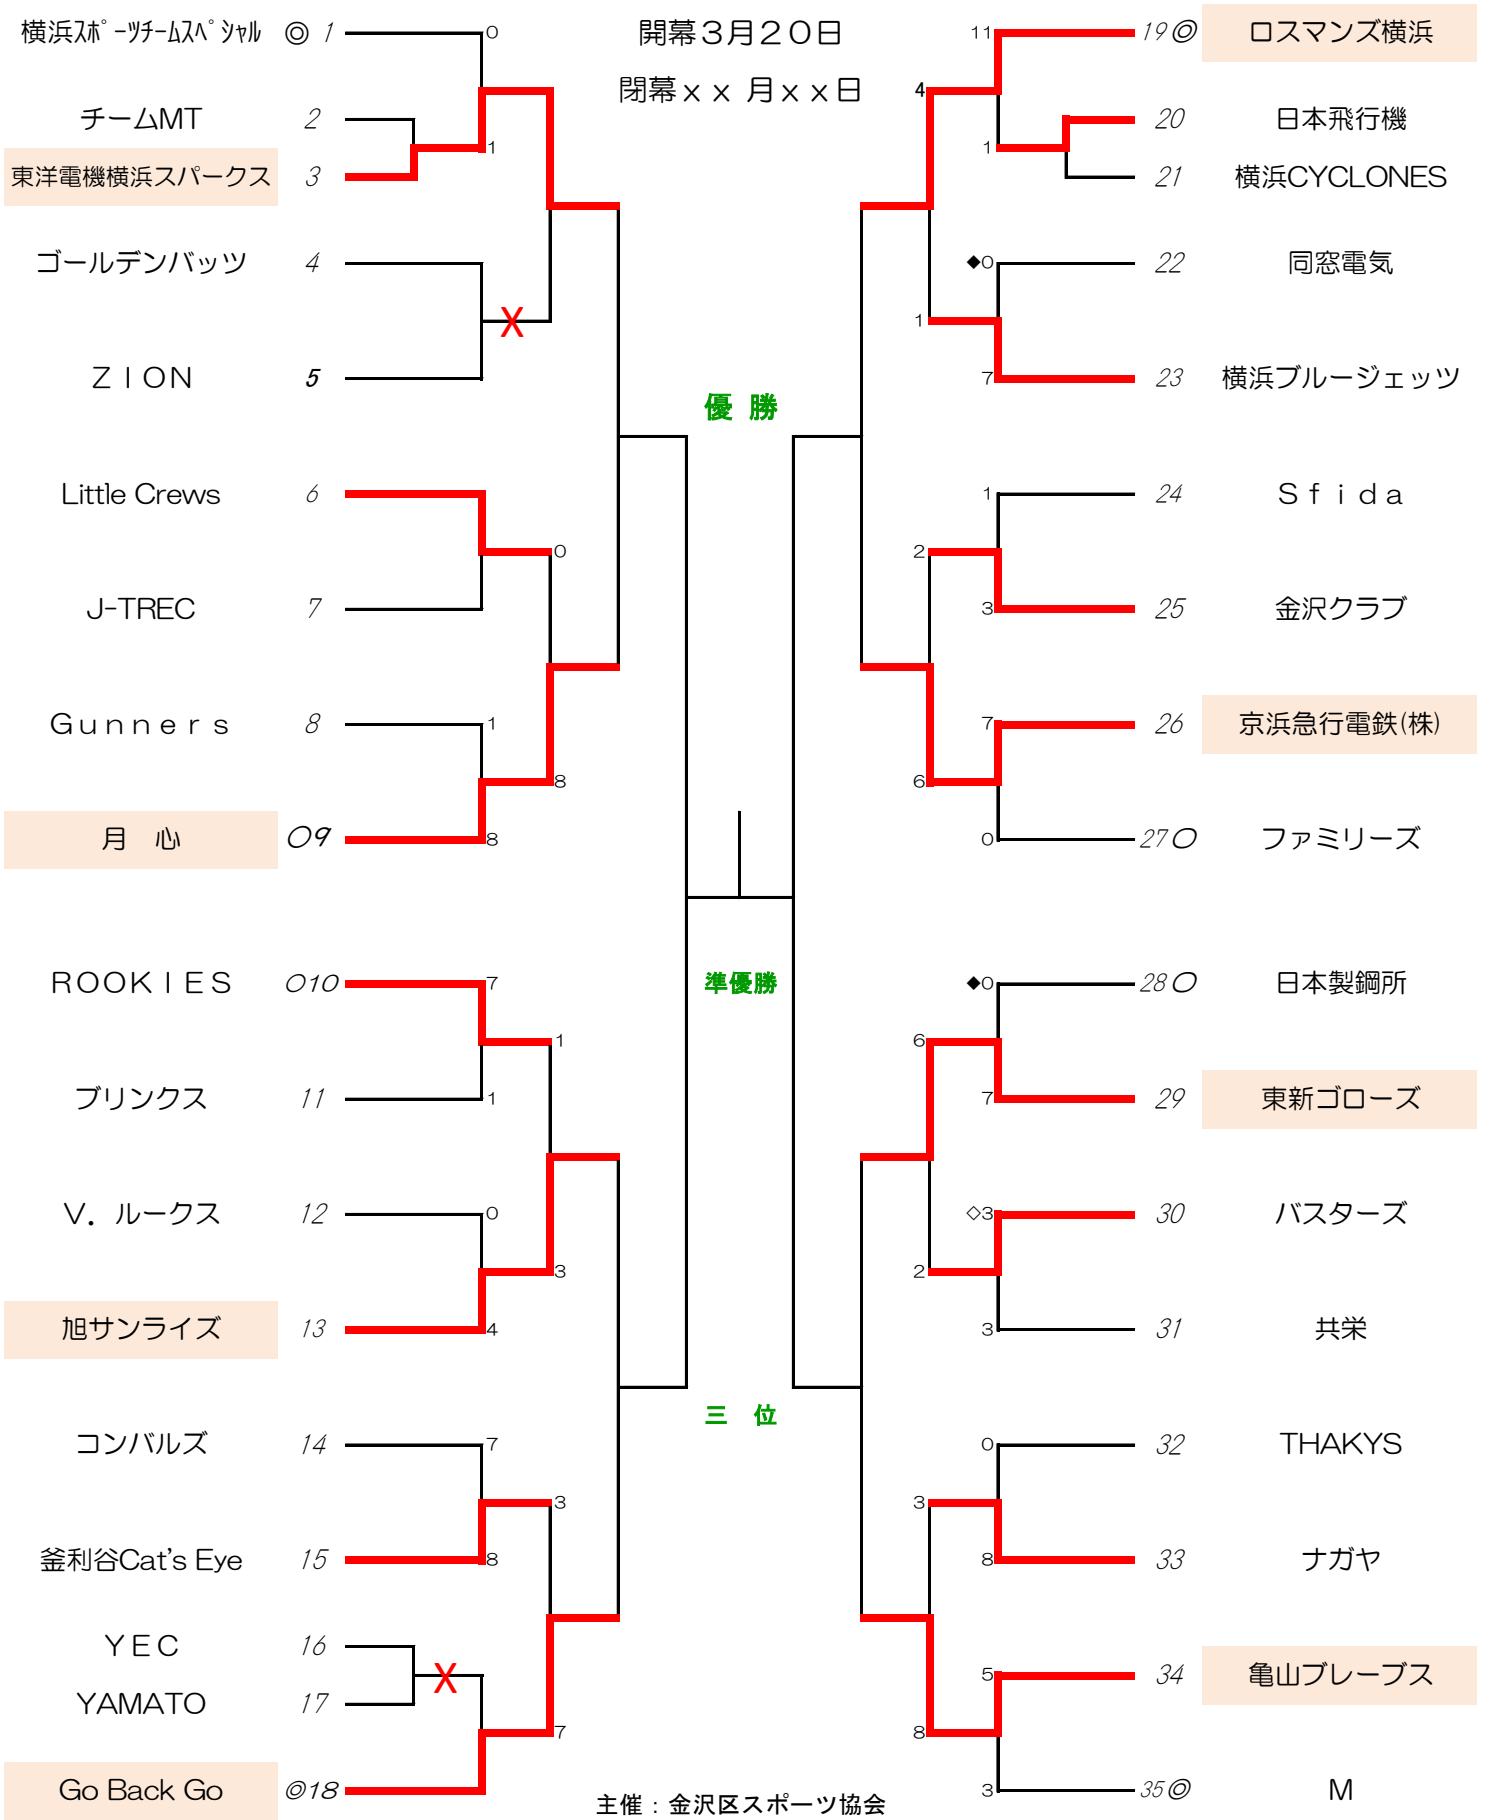 開幕3月20日
閉幕xx 月xx日
横浜ｽﾎﾟｰﾂﾁｰﾑｽﾍﾟｼｬﾙ ◎ 1 0
チームMT 2
1
東洋電機横浜スパークス 3
ゴールデンバッツ 4
X
ZION 5
Little Crews 6
0
J-TREC 7
Gunners 8 1
8
月 心 ○9 8
ROOKIES ○10 7
1
ブリンクス 11 1
V. ルークス 12 0
3
旭サンライズ 13 4
コンバルズ 14 7
3
釜利谷Cat's Eye 15 8
YEC 16
X
YAMATO 17
7
Go Back Go ◎18
優 勝
準優勝
三 位
11 19◎ ロスマンズ横浜
4
20 日本飛行機
1
21 横浜CYCLONES
◆0 22 同窓電気
1
7 23 横浜ブルージェッツ
1 24 Sfida
2
3 25 金沢クラブ
7 26 京浜急行電鉄(株)
6
0 27○ ファミリーズ
◆0 28○ 日本製鋼所
6
7 29 東新ゴローズ
◇3 30 バスターズ
2
3 31 共栄
0 32 THAKYS
3
8 33 ナガヤ
5 34 亀山ブレーブス
8
3 35◎ M
主催：金沢区スポーツ協会